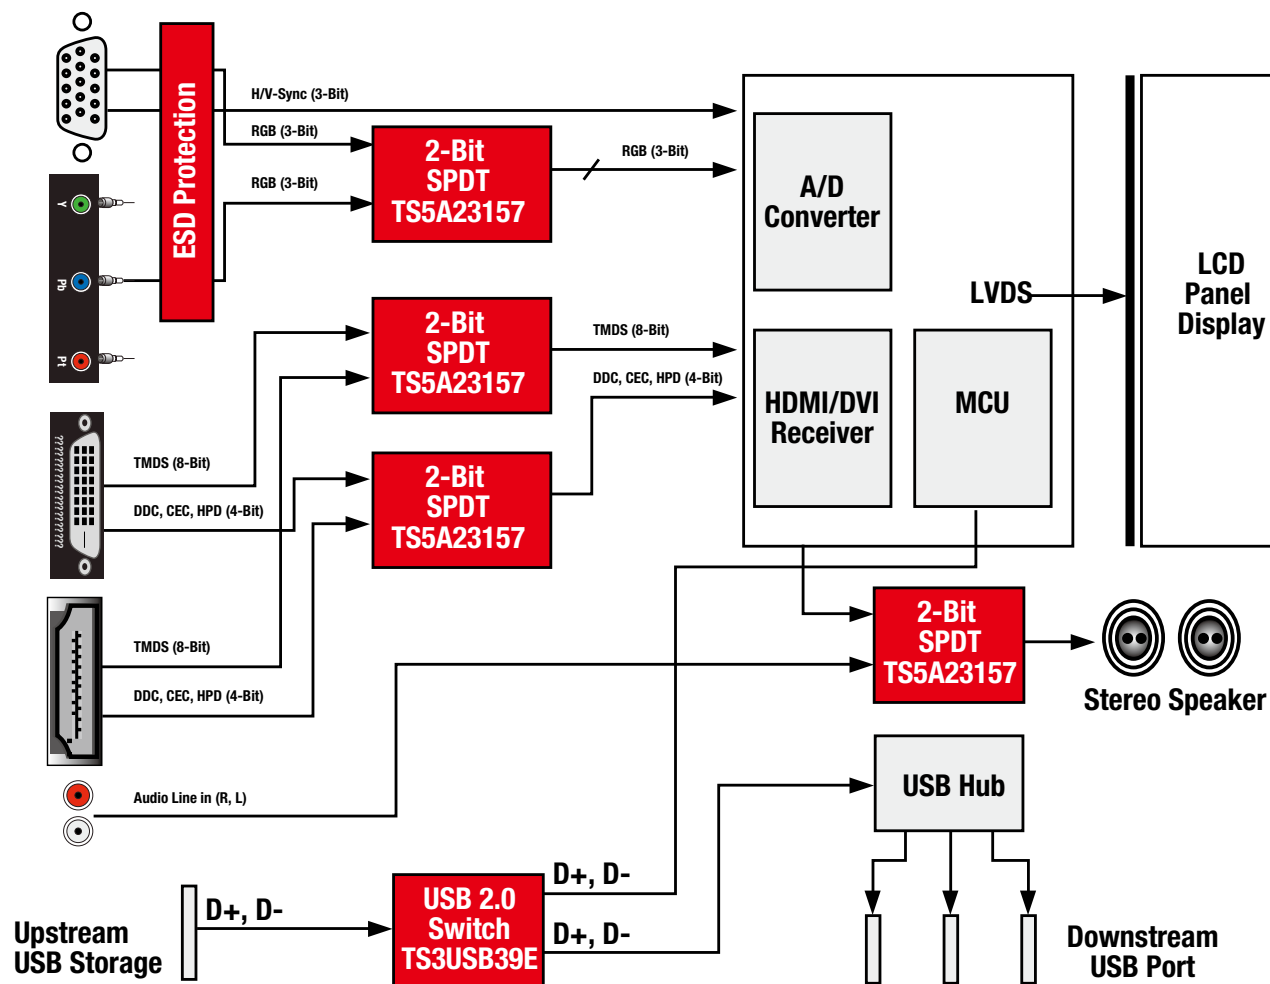 ESD Protection
H/V-Sync (3-Bit)
RGB (3-Bit)
RGB (3-Bit)
2-Bit
SPDT
TS5A23157
RGB (3-Bit)
A/D
Converter
LVDS
LCD
Panel
Display
Y
Pb
Pt
2-Bit
SPDT
TS5A23157
TMDS (8-Bit)
DDC, CEC, HPD (4-Bit)
HDMI/DVI
Receiver
MCU
???????????????????????
TMDS (8-Bit)
DDC, CEC, HPD (4-Bit)
2-Bit
SPDT
TS5A23157
TMDS (8-Bit)
DDC, CEC, HPD (4-Bit)
2-Bit
SPDT
TS5A23157
Stereo Speaker
Audio Line in (R, L)
USB Hub
Upstream
USB Storage
D+, D-
USB 2.0
Switch
TS3USB39E
D+, D-
D+, D-
Downstream
USB Port